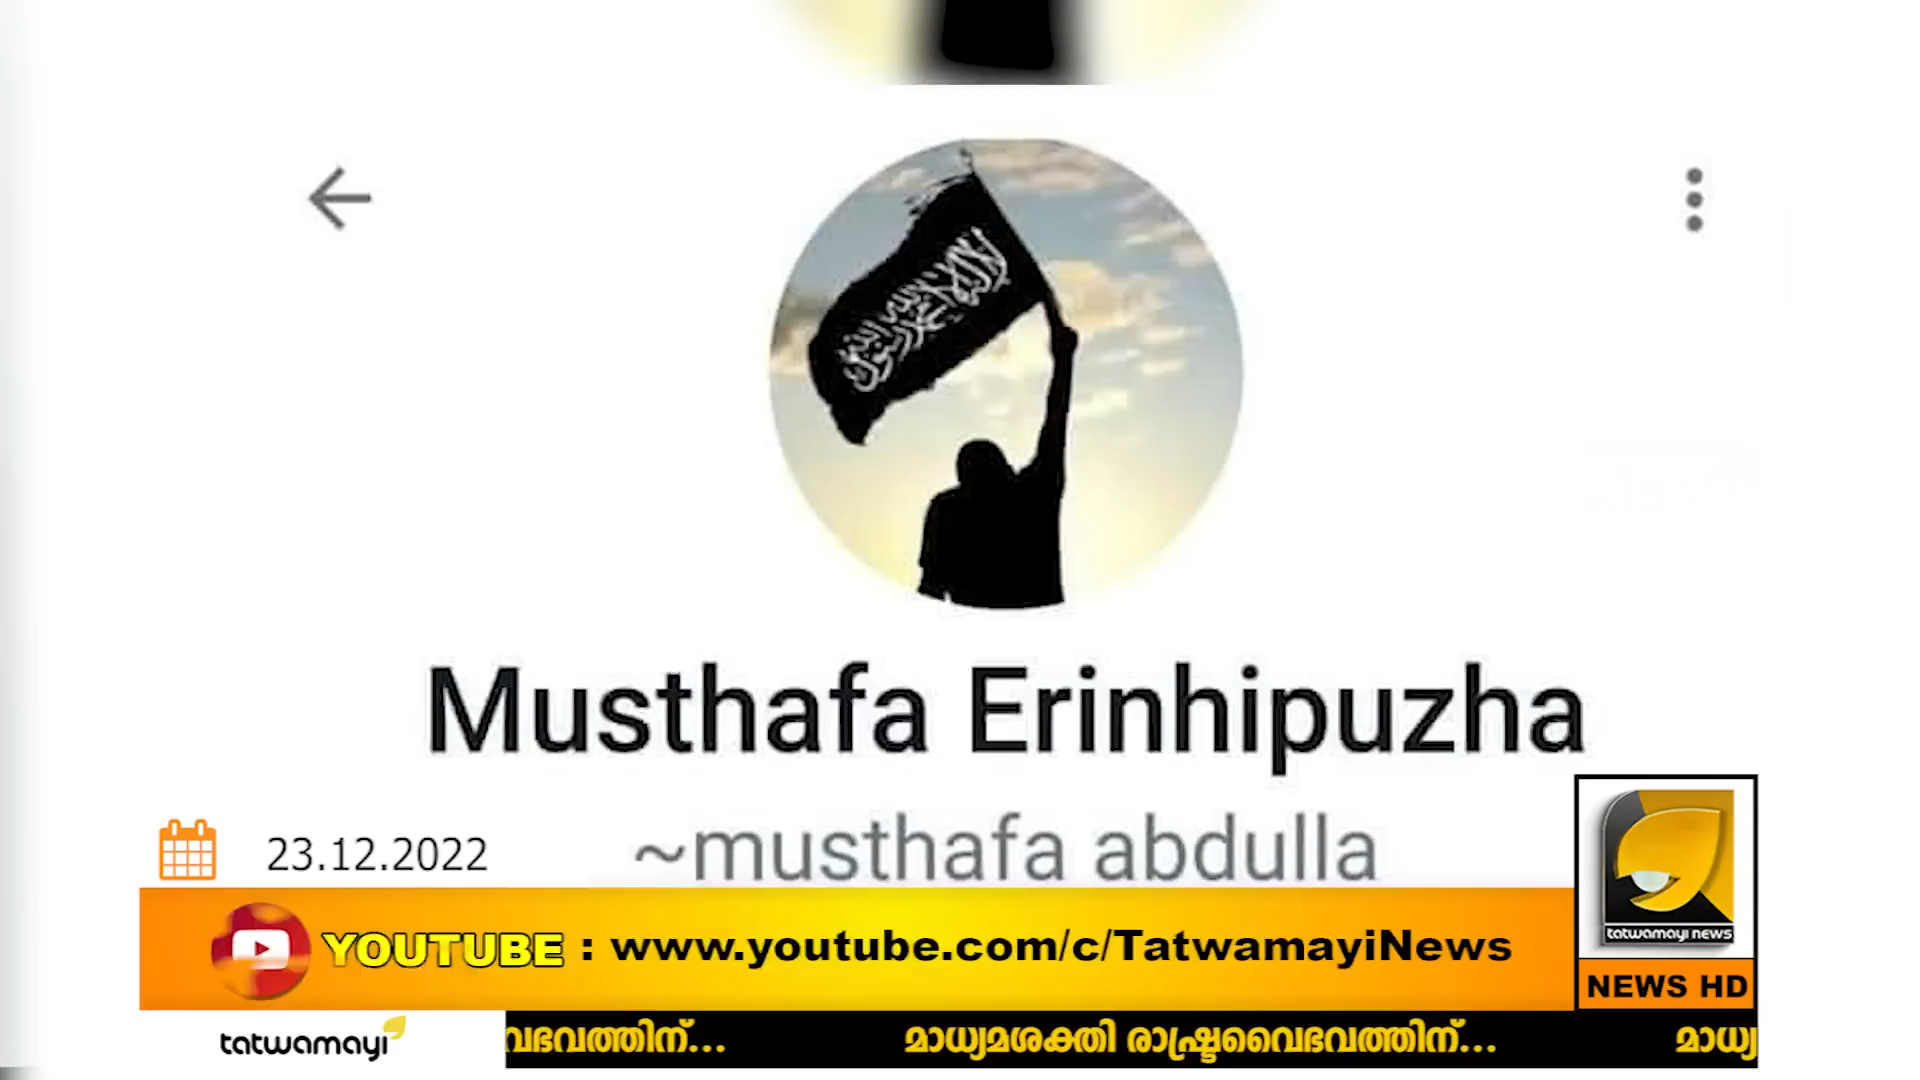 Musthafa Erinhipuzha
~musthafa abdulla
23.12.2022
YOUTUBE : www.youtube.com/c/TatwamayiNews
tatwamayi news
NEWS HD
tatwamayi
വൈഭവത്തിന്... മാധ്യമശക്തി രാഷ്ട്രവൈഭവത്തിന്... മാധ്യ